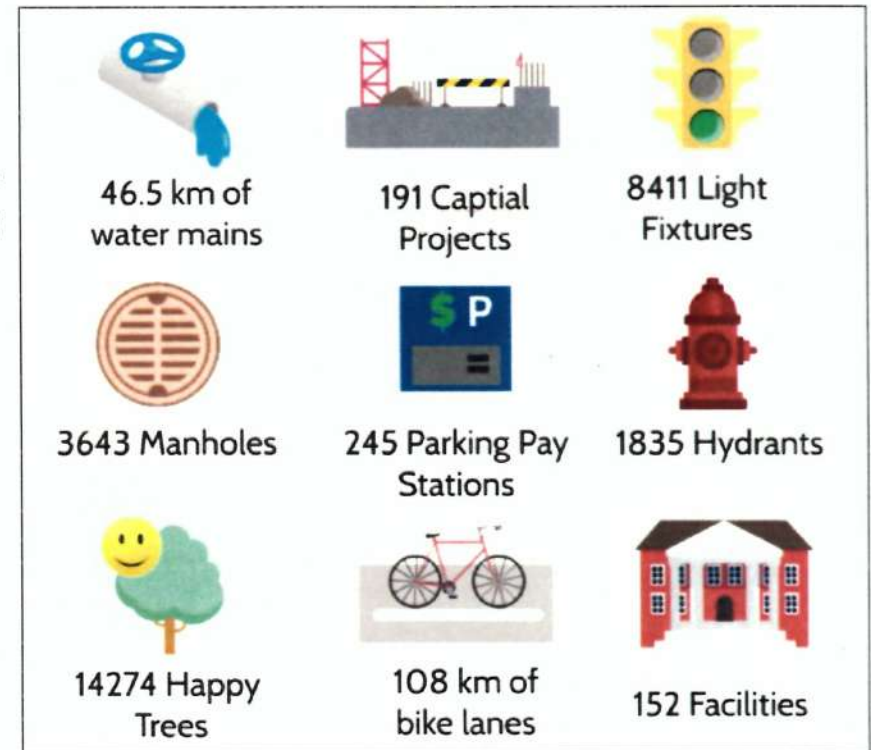 46.5 km of
water mains
191 Captial
Projects
8411 Light
Fixtures
3643 Manholes
$ P
245 Parking Pay
Stations
1835 Hydrants
14274 Happy
Trees
108 km of
bike lanes
152 Facilities